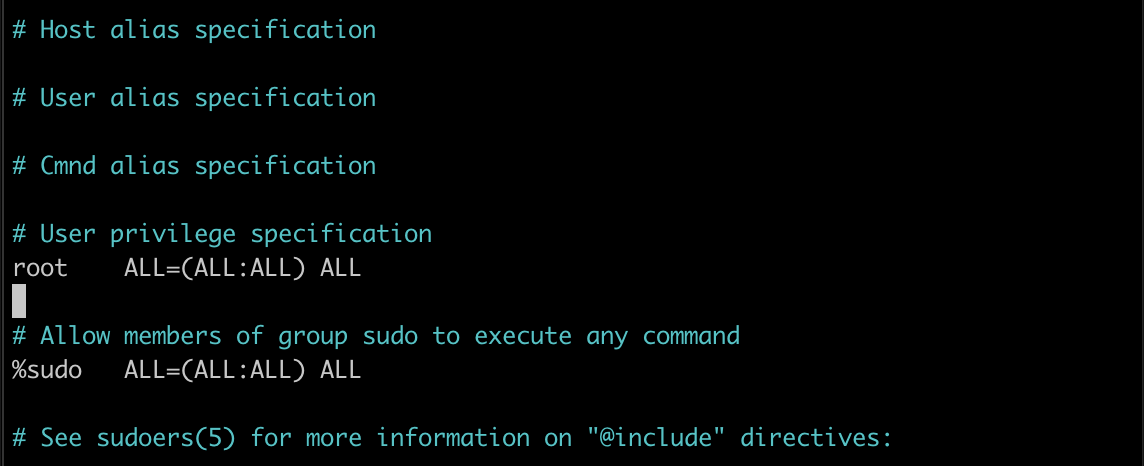 # Host alias specification
# User alias specification
# Cmnd alias specification
# User privilege specification
root    ALL=(ALL:ALL) ALL
# Allow members of group sudo to execute any command
%sudo   ALL=(ALL:ALL) ALL
# See sudoers(5) for more information on "@include" directives: